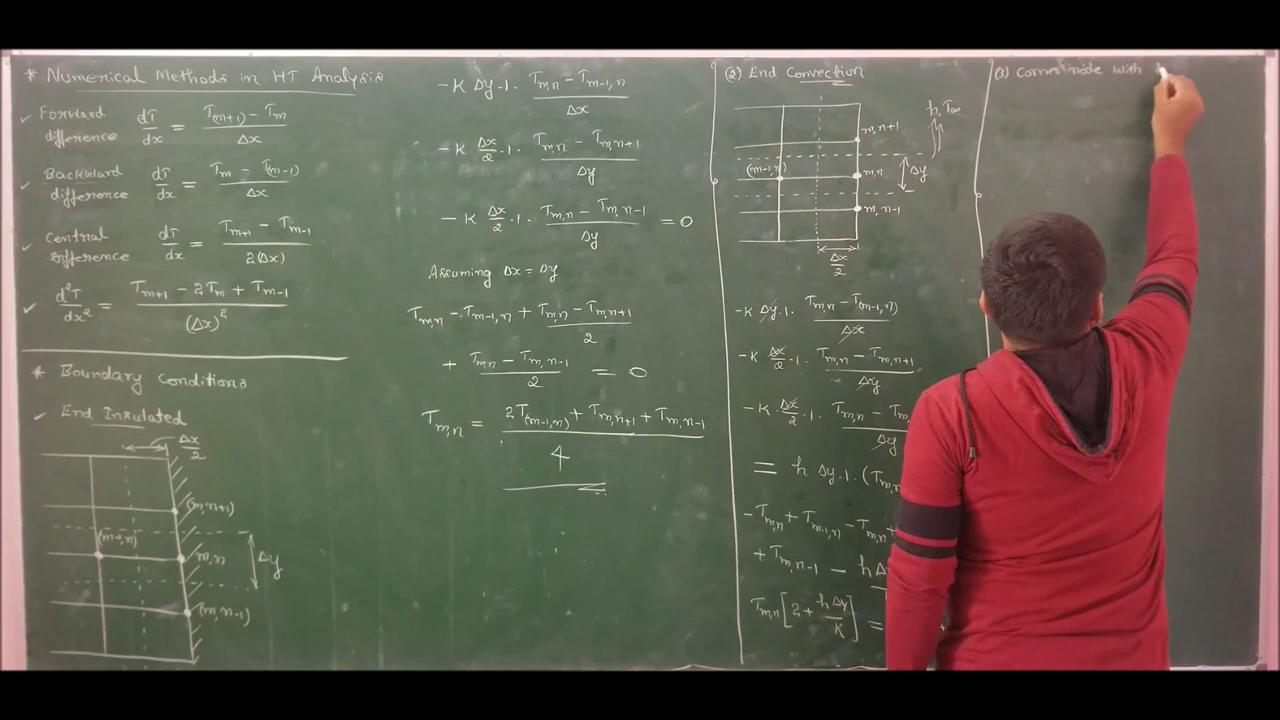 * Numerical Methods in HT Analysis
✓ Forward difference dT/dx = (T(m+1) − Tm)/Δx
✓ Backward difference dT/dx = (Tm − T(m-1))/Δx
✓ Central difference dT/dx = (Tm+1 − Tm-1)/2(Δx)
✓ d²T/dx² = (Tm+1 − 2Tm + Tm-1)/(Δx)²
* Boundary Conditions
✓ End Insulated
Δx/2
(m,n+1)
m,n
Δy
(m,n-1)
−K Δy·1· (Tm,n − Tm-1,n)/Δx
−K Δx/2 ·1· (Tm,n − Tm,n+1)/Δy
−K Δx/2 ·1· (Tm,n − Tm,n-1)/Δy = 0
Assuming Δx = Δy
Tm,n − Tm-1,n + (Tm,n − Tm,n+1)/2
+ (Tm,n − Tm,n-1)/2 = 0
Tm,n = (2T(m-1,n) + Tm,n+1 + Tm,n-1)/4
(2) End Convection
h, T∞
m,n+1
(m-1,n)
m,n
Δy
m,n-1
Δx/2
−K Δy·1· (Tm,n − T(m-1,n))/Δx
−K Δx/2 ·1· (Tm,n − Tm,n+1)/Δy
−K· Δx/2 ·1· (Tm,n − Tm,
Δy
= h Δy·1· (Tm,n
−Tm,n + Tm-1,n − Tm,n +
+ Tm,n-1 − hΔ
Tm,n [2 + hΔy/K] =
(3) Corner node with